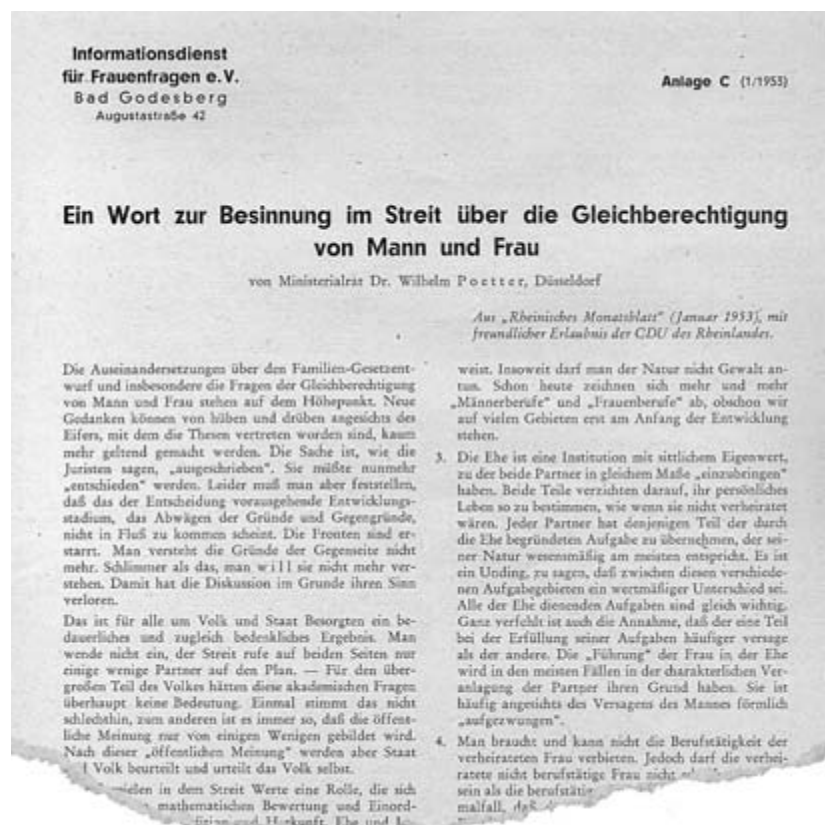 Informationsdienst
für Frauenfragen e. V.
Bad Godesberg
Augustastraße 42
Anlage C (1/1953)
Ein Wort zur Besinnung im Streit über die Gleichberechtigung
von Mann und Frau
von Ministerialrat Dr. Wilhelm Poetter, Düsseldorf
Aus „Rheinisches Monatsblatt“ (Januar 1953), mit
freundlicher Erlaubnis der CDU des Rheinlandes.
Die Auseinandersetzungen über den Familien-Gesetzent-
wurf und insbesondere die Fragen der Gleichberechtigung
von Mann und Frau stehen auf dem Höhepunkt. Neue
Gedanken können von hüben und drüben angesichts des
Eifers, mit dem die Thesen vertreten worden sind, kaum
mehr geltend gemacht werden. Die Sache ist, wie die
Juristen sagen, „ausgeschrieben“. Sie müßte nunmehr
„entschieden“ werden. Leider muß man aber feststellen,
daß das der Entscheidung vorausgehende Entwicklungs-
stadium, das Abwägen der Gründe und Gegengründe,
nicht in Fluß zu kommen scheint. Die Fronten sind er-
starrt. Man versteht die Gründe der Gegenseite nicht
mehr. Schlimmer als das, man will sie nicht mehr ver-
stehen. Damit hat die Diskussion im Grunde ihren Sinn
verloren.
Das ist für alle um Volk und Staat Besorgten ein be-
dauerliches und zugleich bedenkliches Ergebnis. Man
wende nicht ein, der Streit rufe auf beiden Seiten nur
einige wenige Partner auf den Plan. — Für den über-
großen Teil des Volkes hätten diese akademischen Fragen
überhaupt keine Bedeutung. Einmal stimmt das nicht
schlechthin, zum anderen ist es immer so, daß die öffent-
liche Meinung nur von einigen Wenigen gebildet wird.
Nach dieser „öffentlichen Meinung“ werden aber Staat
Volk beurteilt und urteilt das Volk selbst.
in dem Streit Werte eine Rolle, die sich
mathematischen Bewertung und Einord-
Ehe und
weist. Insoweit darf man der Natur nicht Gewalt an-
tun. Schon heute zeichnen sich mehr und mehr
„Männerberufe“ und „Frauenberufe“ ab, obschon wir
auf vielen Gebieten erst am Anfang der Entwicklung
stehen.
3. Die Ehe ist eine Institution mit sittlichem Eigenwert,
zu der beide Partner in gleichem Maße „einzubringen“
haben. Beide Teile verzichten darauf, ihr persönliches
Leben so zu bestimmen, wie wenn sie nicht verheiratet
wären. Jeder Partner hat denjenigen Teil der durch
die Ehe begründeten Aufgabe zu übernehmen, der sei-
ner Natur wesensmäßig am meisten entspricht. Es ist
ein Unding, zu sagen, daß zwischen diesen verschiede-
nen Aufgabegebieten ein wertmäßiger Unterschied sei.
Alle der Ehe dienenden Aufgaben sind gleich wichtig.
Ganz verfehlt ist auch die Annahme, daß der eine Teil
bei der Erfüllung seiner Aufgaben häufiger versage
als der andere. Die „Führung“ der Frau in der Ehe
wird in den meisten Fällen in der charakterlichen Ver-
anlagung der Partner ihren Grund haben. Sie ist
häufig angesichts des Versagens des Mannes förmlich
„aufgezwungen“.
4. Man braucht und kann nicht die Berufstätigkeit der
verheirateten Frau verbieten. Jedoch darf die verhei-
ratete nicht berufstätige Frau nicht
sein als die
malfall, daß